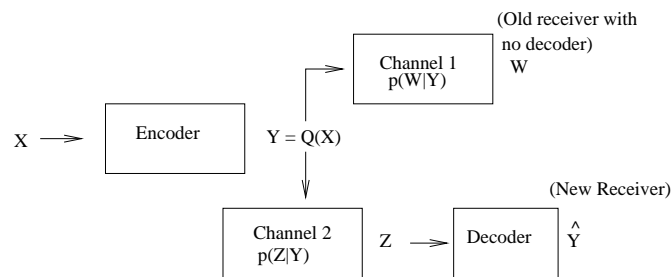 (Old receiver with
no decoder)
W
Channel 1
p(W|Y)
X
Encoder
Y = Q(X)
(New Receiver)
Channel 2
p(Z|Y)
Z
Decoder
^
Y